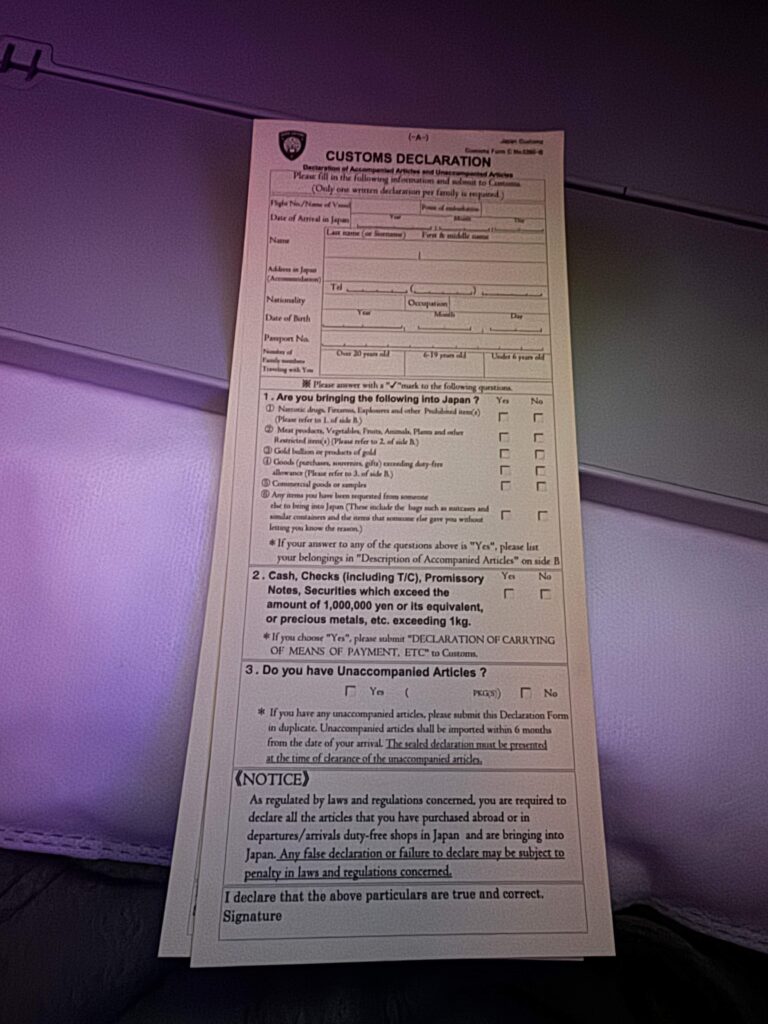 (-A-)
Japan Customs
Customs Form C No.5360-B
CUSTOMS DECLARATION
Declaration of Accompanied Articles and Unaccompanied Articles
Please fill in the following information and submit to Customs.
(Only one written declaration per family is required.)
Flight No./Name of Vessel
Point of embarkation
Date of Arrival in Japan
Year Month Day
Name
Last name (or Surname) First & middle name
Address in Japan
(Accommodation)
Tel ( )
Nationality
Occupation
Date of Birth
Year Month Day
Passport No.
Number of
Family members
Traveling with You
Over 20 years old
6-19 years old
Under 6 years old
※ Please answer with a "✓"mark to the following questions.
1. Are you bringing the following into Japan ? Yes No
① Narcotic drugs, Firearms, Explosives and other Prohibited item(s)
(Please refer to 1. of side B.)
② Meat products, Vegetables, Fruits, Animals, Plants and other
Restricted item(s) (Please refer to 2. of side B.)
③ Gold bullion or products of gold
④ Goods (purchases, souvenirs, gifts) exceeding duty-free
allowance (Please refer to 3. of side B.)
⑤ Commercial goods or samples
⑥ Any items you have been requested from someone
else to bring into Japan (These include the bags such as suitcases and
similar containers and the items that someone else gave you without
letting you know the reason.)
* If your answer to any of the questions above is "Yes", please list
your belongings in "Description of Accompanied Articles" on side B
2. Cash, Checks (including T/C), Promissory Yes No
Notes, Securities which exceed the
amount of 1,000,000 yen or its equivalent,
or precious metals, etc. exceeding 1kg.
* If you choose "Yes", please submit "DECLARATION OF CARRYING
OF MEANS OF PAYMENT, ETC" to Customs.
3. Do you have Unaccompanied Articles ?
Yes ( PKG(S)) No
* If you have any unaccompanied articles, please submit this Declaration Form
in duplicate. Unaccompanied articles shall be imported within 6 months
from the date of your arrival. The sealed declaration must be presented
at the time of clearance of the unaccompanied articles.
《NOTICE》
As regulated by laws and regulations concerned, you are required to
declare all the articles that you have purchased abroad or in
departures/arrivals duty-free shops in Japan and are bringing into
Japan. Any false declaration or failure to declare may be subject to
penalty in laws and regulations concerned.
I declare that the above particulars are true and correct.
Signature